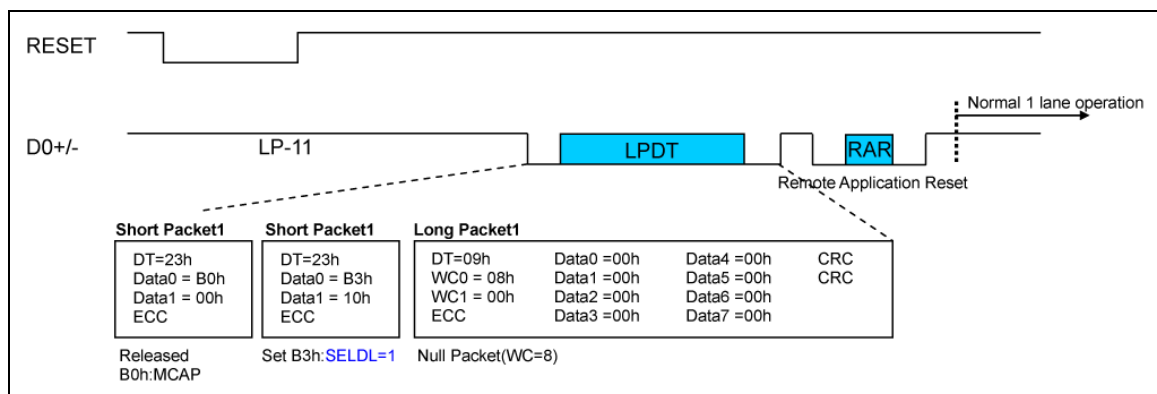 RESET
Normal 1 lane operation
D0+/-
LP-11
LPDT
RAR
Remote Application Reset
Short Packet1
DT=23h
Data0 = B0h
Data1 = 00h
ECC
Released
B0h:MCAP
Short Packet1
DT=23h
Data0 = B3h
Data1 = 10h
ECC
Set B3h:SELDL=1
Long Packet1
DT=09h Data0 =00h Data4 =00h CRC
WC0 = 08h Data1 =00h Data5 =00h CRC
WC1 = 00h Data2 =00h Data6 =00h
ECC Data3 =00h Data7 =00h
Null Packet(WC=8)